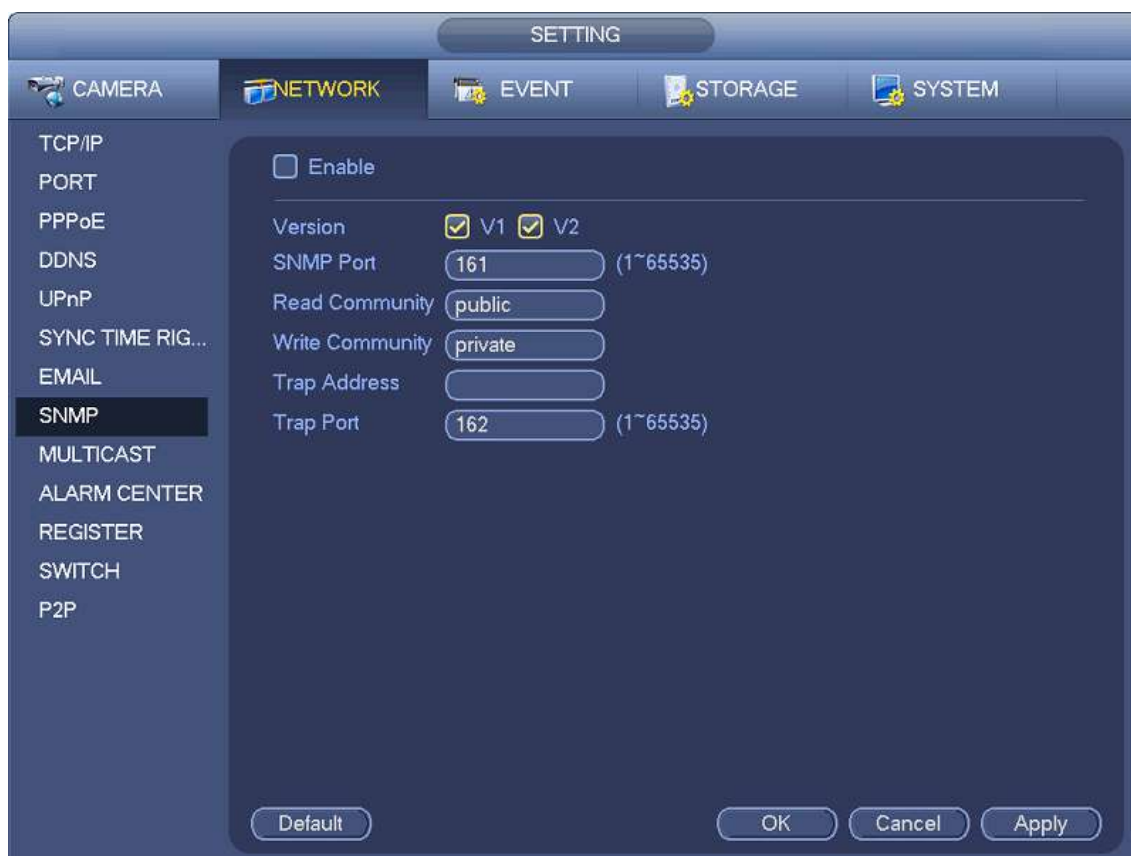 SETTING
CAMERA NETWORK EVENT STORAGE SYSTEM
TCP/IP
PORT
PPPoE
DDNS
UPnP
SYNC TIME RIG...
EMAIL
SNMP
MULTICAST
ALARM CENTER
REGISTER
SWITCH
P2P
Enable
Version V1 V2
SNMP Port 161 (1~65535)
Read Community public
Write Community private
Trap Address
Trap Port 162 (1~65535)
Default OK Cancel Apply